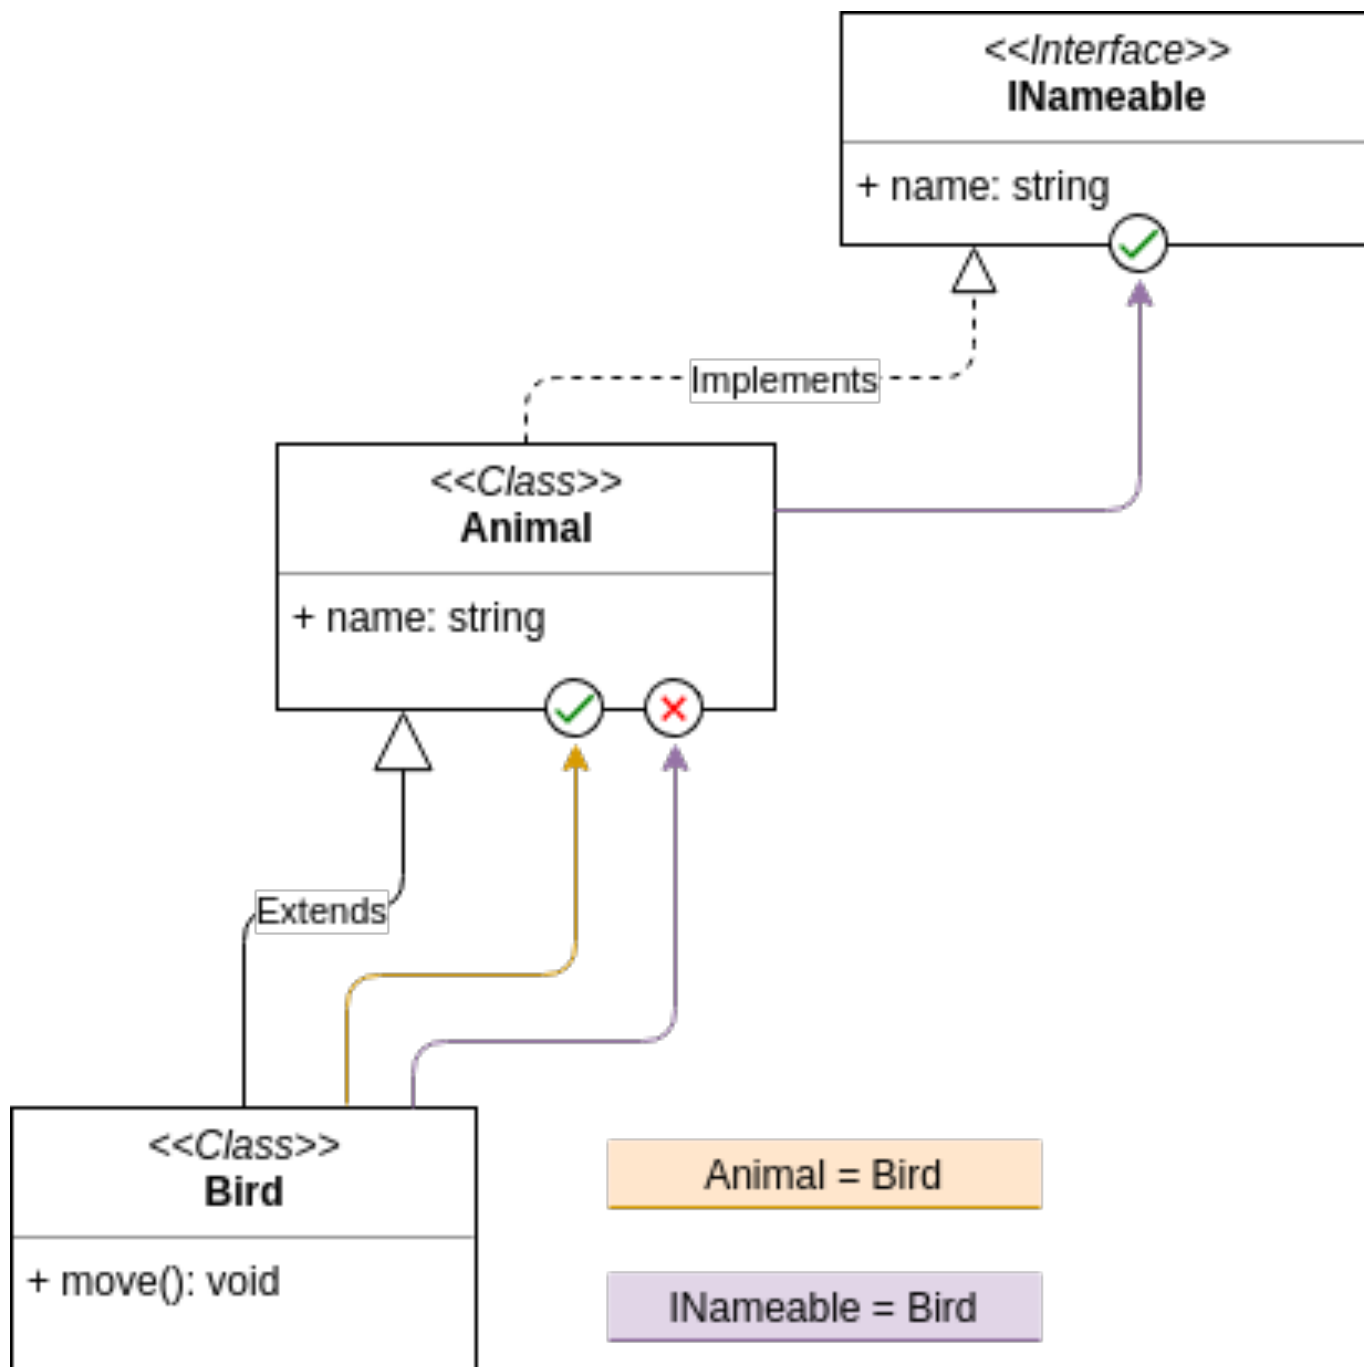 <<Interface>>
INameable
+ name: string
Implements
<<Class>>
Animal
+ name: string
Extends
<<Class>>
Bird
+ move(): void
Animal = Bird
INameable = Bird